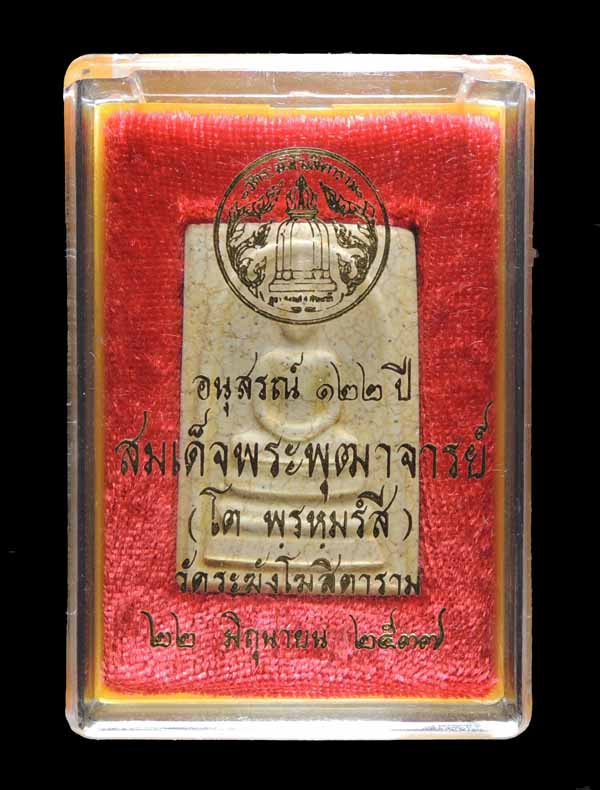 อนุสรณ์ ๑๒๒ ปี
สมเด็จพระพุฒาจารย์
( โต พฺรหฺมรํสี )
วัดระฆังโฆสิตาราม
๒๒ มิถุนายน ๒๕๓๗